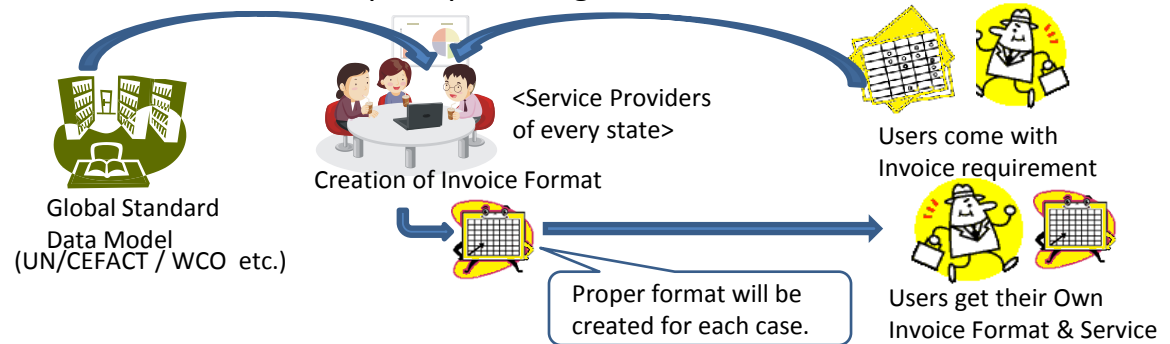 <Service Providers
of every state>
Users come with
Invoice requirement
Creation of Invoice Format
Global Standard
Data Model
(UN/CEFACT / WCO etc.)
Proper format will be
created for each case.
Users get their Own
Invoice Format & Service